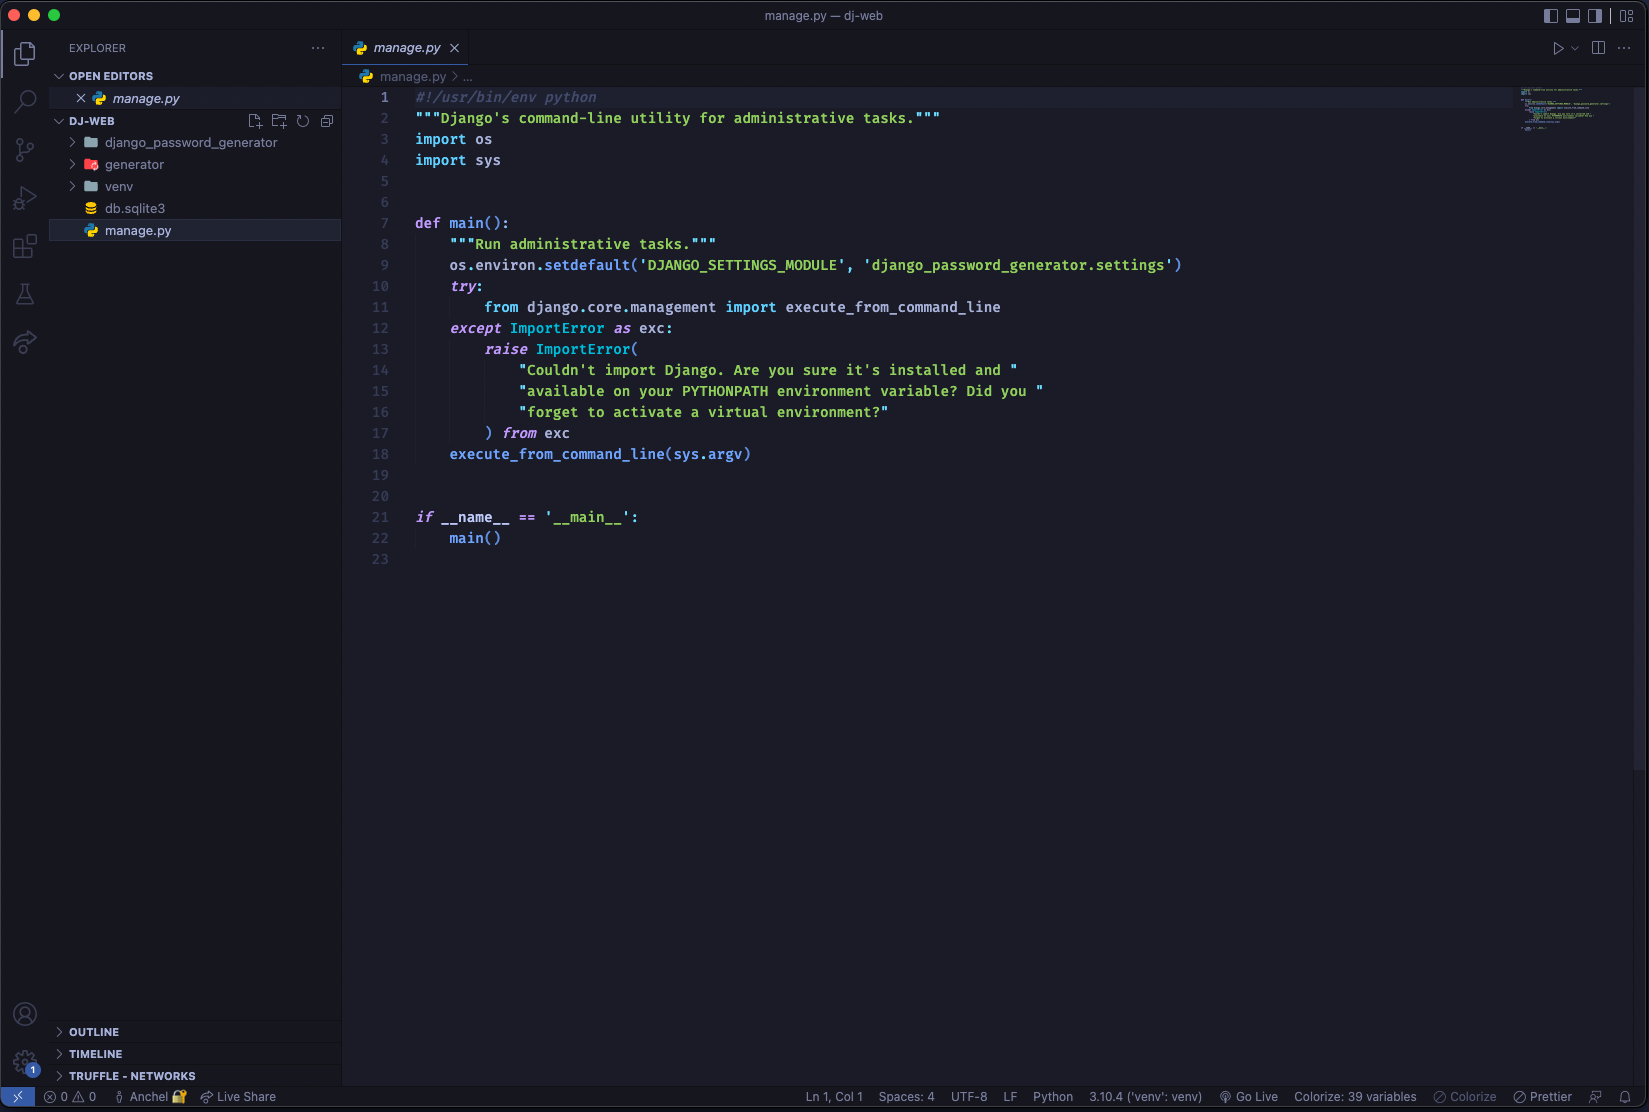 manage.py — dj-web
EXPLORER
OPEN EDITORS
manage.py
DJ-WEB
django_password_generator
generator
venv
db.sqlite3
manage.py
OUTLINE
TIMELINE
TRUFFLE - NETWORKS
manage.py
manage.py > ...
1 #!/usr/bin/env python
2 """Django's command-line utility for administrative tasks."""
3 import os
4 import sys
5
6
7 def main():
8     """Run administrative tasks."""
9     os.environ.setdefault('DJANGO_SETTINGS_MODULE', 'django_password_generator.settings')
10     try:
11         from django.core.management import execute_from_command_line
12     except ImportError as exc:
13         raise ImportError(
14             "Couldn't import Django. Are you sure it's installed and "
15             "available on your PYTHONPATH environment variable? Did you "
16             "forget to activate a virtual environment?"
17         ) from exc
18     execute_from_command_line(sys.argv)
19
20
21 if __name__ == '__main__':
22     main()
23
1
0 0 Anchel 🔐 Live Share Ln 1, Col 1 Spaces: 4 UTF-8 LF Python 3.10.4 ('venv': venv) Go Live Colorize: 39 variables Colorize Prettier